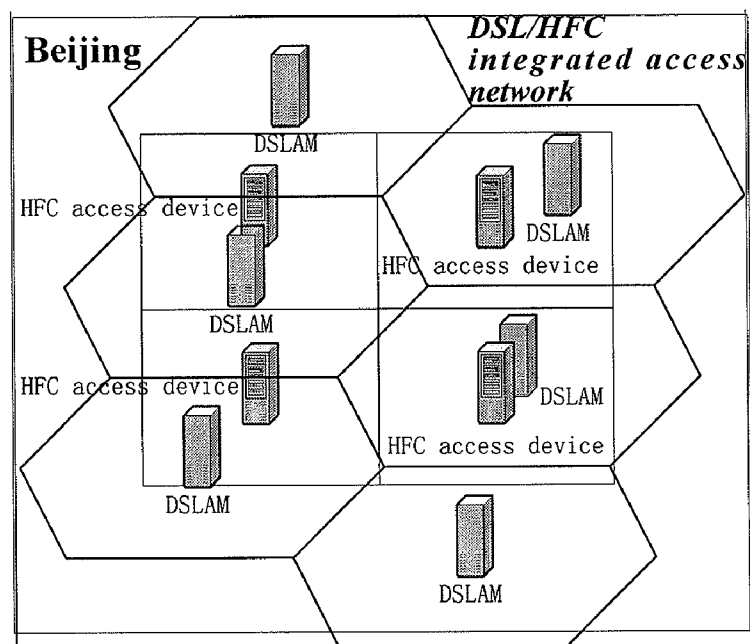 Beijing
DSL/HFC
integrated access
network
DSLAM
HFC access device
DSLAM
HFC access device
DSLAM
HFC access device
DSLAM
HFC access device
DSLAM
DSLAM
DSLAM